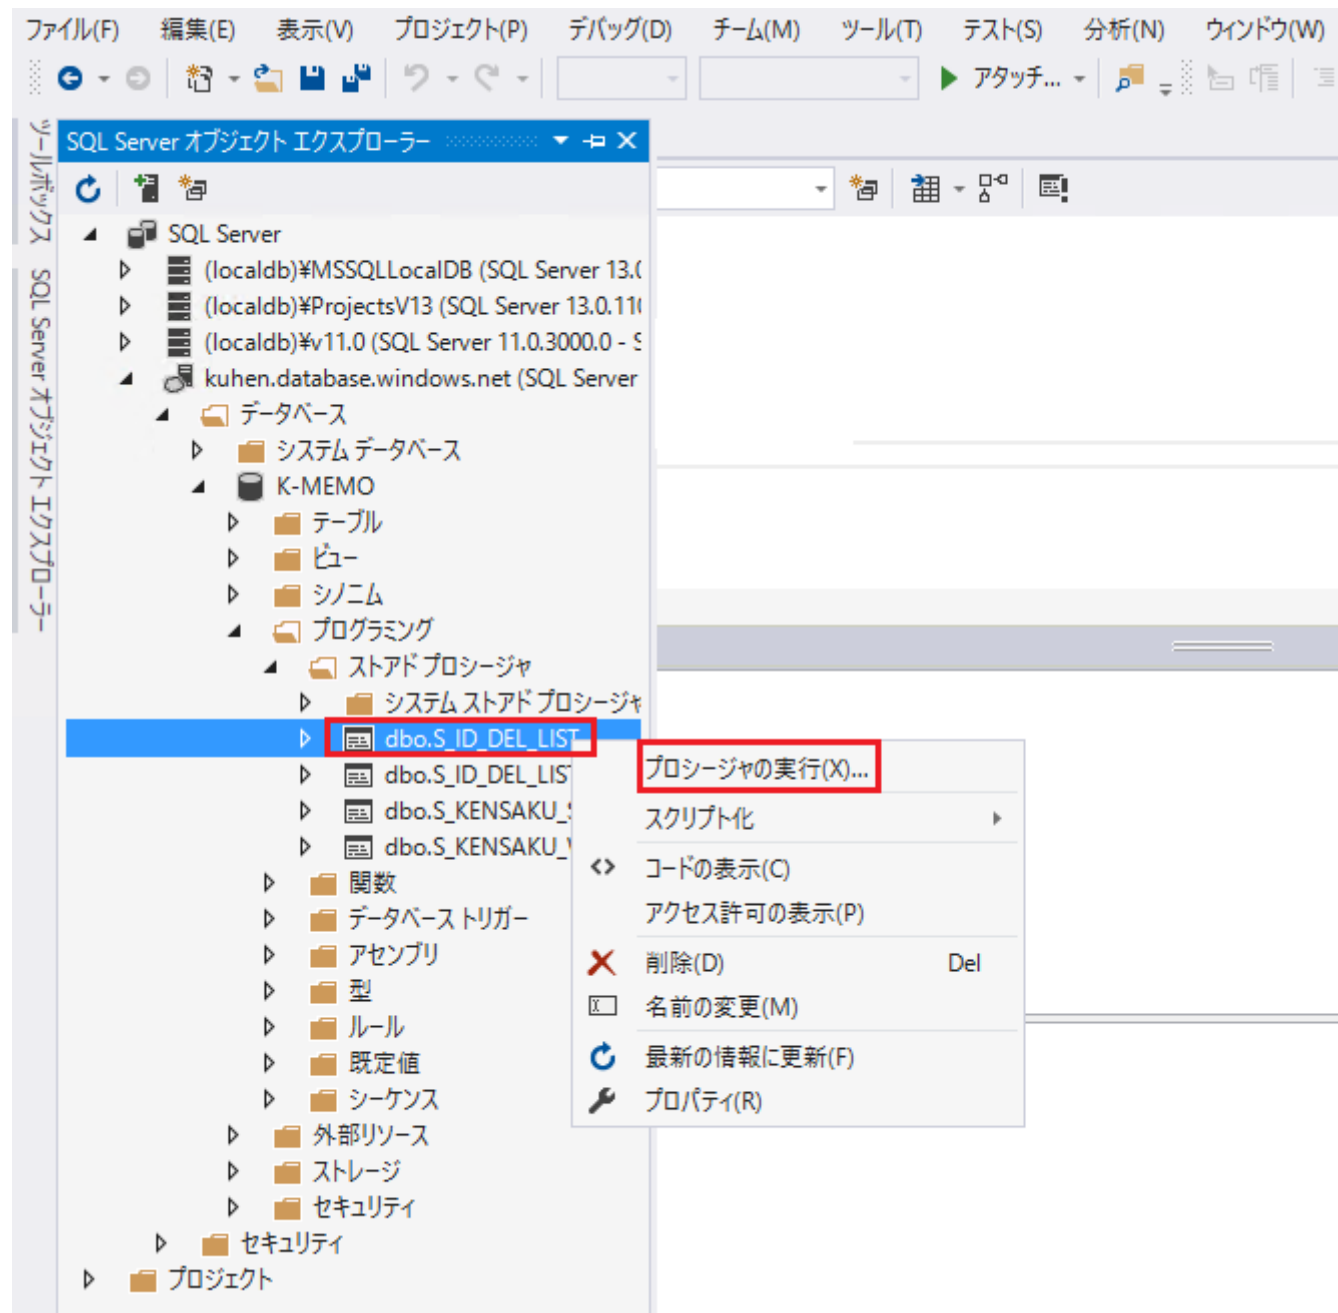 ファイル(F) 編集(E) 表示(V) プロジェクト(P) デバッグ(D) チーム(M) ツール(T) テスト(S) 分析(N) ウィンドウ(W)
アタッチ...
ツールボックス
SQL Server オブジェクト エクスプローラー
SQL Server オブジェクト エクスプローラー
SQL Server
(localdb)¥MSSQLLocalDB (SQL Server 13.0
(localdb)¥ProjectsV13 (SQL Server 13.0.110
(localdb)¥v11.0 (SQL Server 11.0.3000.0 - S
kuhen.database.windows.net (SQL Server
データベース
システム データベース
K-MEMO
テーブル
ビュー
シノニム
プログラミング
ストアド プロシージャ
システム ストアド プロシージャ
dbo.S_ID_DEL_LIST
dbo.S_ID_DEL_LIST
dbo.S_KENSAKU_S
dbo.S_KENSAKU_V
関数
データベース トリガー
アセンブリ
型
ルール
既定値
シーケンス
外部リソース
ストレージ
セキュリティ
セキュリティ
プロジェクト
プロシージャの実行(X)...
スクリプト化
コードの表示(C)
アクセス許可の表示(P)
削除(D) Del
名前の変更(M)
最新の情報に更新(F)
プロパティ(R)